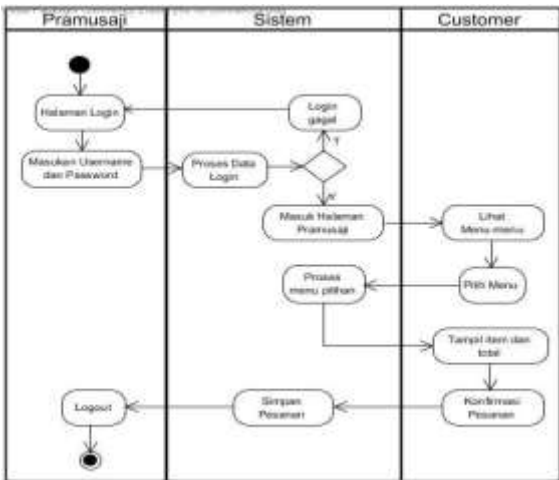 Pramusaji
Sistem
Customer
Halaman Login
Login
gagal
Masukan Username
dan Password
Proses Data
Login
Masuk Halaman
Pramusaji
Lihat
Menu-menu
Proses
menu pilihan
Pilih Menu
Tampil item dan
total
Logout
Simpan
Pesanan
Konfirmasi
Pesanan